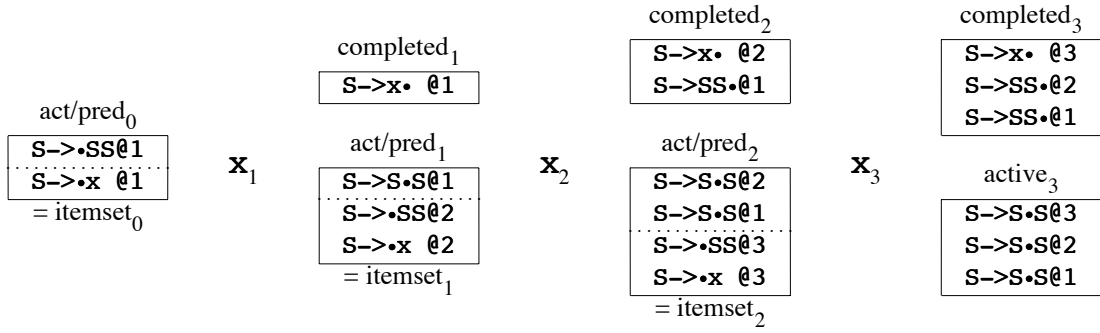 act/pred0
S->•SS@1
S->•x @1
= itemset0
x1
completed1
S->x• @1
act/pred1
S->S•S@1
S->•SS@2
S->•x @2
= itemset1
x2
completed2
S->x• @2
S->SS•@1
act/pred2
S->S•S@2
S->S•S@1
S->•SS@3
S->•x @3
= itemset2
x3
completed3
S->x• @3
S->SS•@2
S->SS•@1
active3
S->S•S@3
S->S•S@2
S->S•S@1